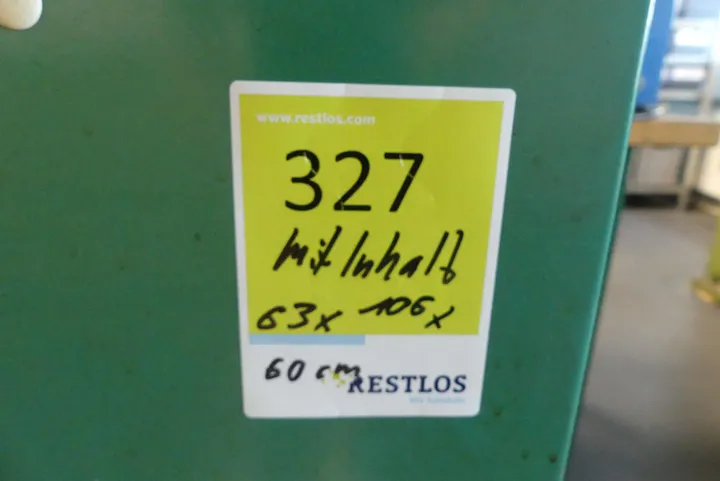 www.restlos.com
327
mit Inhalt
63x 106x
60 cm
RESTLOS